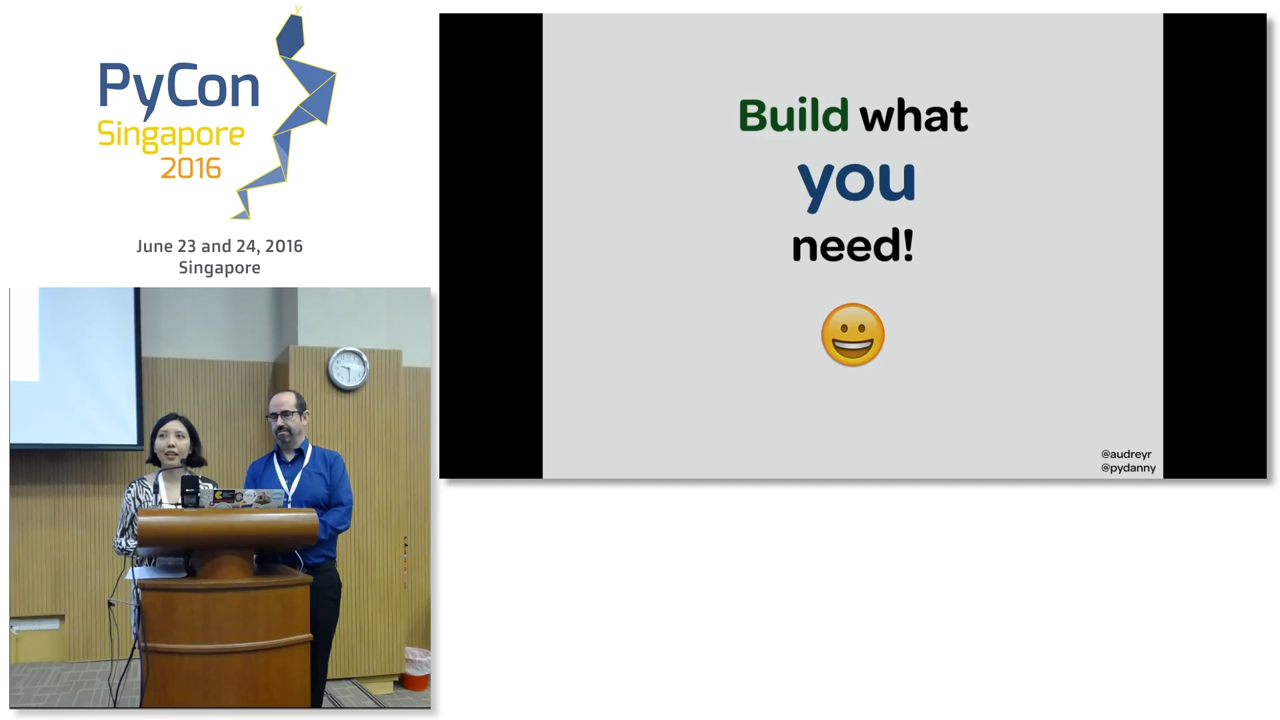 PyCon
Singapore
2016
June 23 and 24, 2016
Singapore
Build what
you
need!
@audreyr
@pydanny